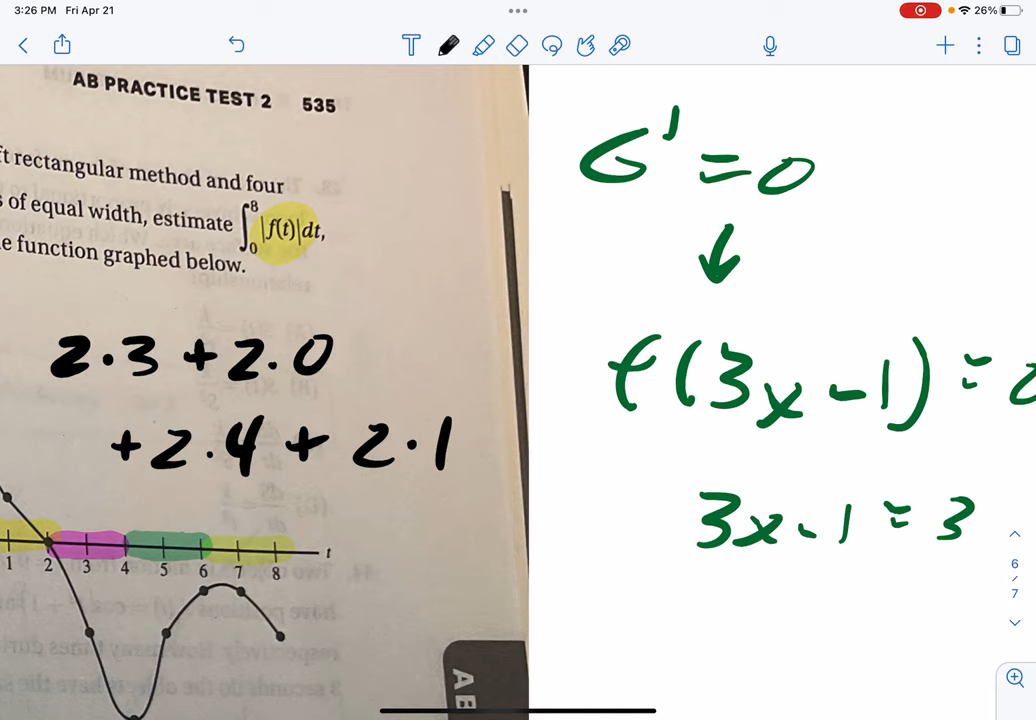 3:26 PM Fri Apr 21
26%
T
AB PRACTICE TEST 2 535
ft rectangular method and four
s of equal width, estimate ∫₀⁸ |f(t)|dt,
e function graphed below.
2·3 + 2·0
+ 2·4 + 2·1
1 2 3 4 5 6 7 8 t
AB
G' = 0
↓
f(3x - 1) = 0
3x - 1 = 3
6
/
7